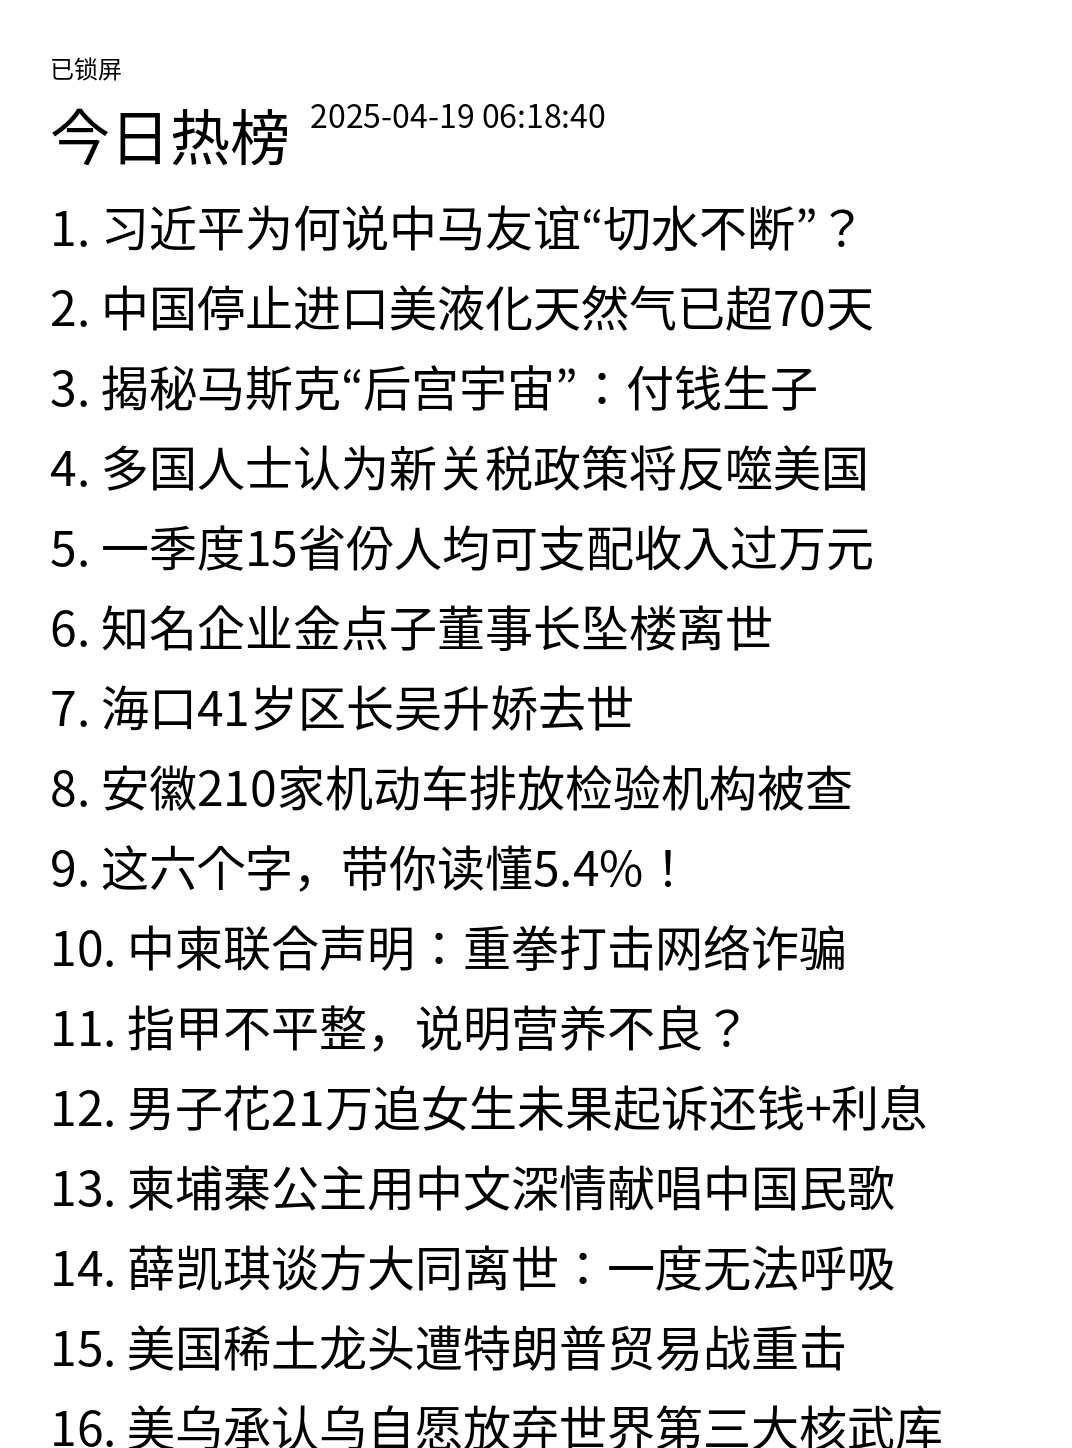 已锁屏
今日热榜 2025-04-19 06:18:40
1. 习近平为何说中马友谊“切水不断”？
2. 中国停止进口美液化天然气已超70天
3. 揭秘马斯克“后宫宇宙”：付钱生子
4. 多国人士认为新关税政策将反噬美国
5. 一季度15省份人均可支配收入过万元
6. 知名企业金点子董事长坠楼离世
7. 海口41岁区长吴升娇去世
8. 安徽210家机动车排放检验机构被查
9. 这六个字，带你读懂5.4%！
10. 中柬联合声明：重拳打击网络诈骗
11. 指甲不平整，说明营养不良？
12. 男子花21万追女生未果起诉还钱+利息
13. 柬埔寨公主用中文深情献唱中国民歌
14. 薛凯琪谈方大同离世：一度无法呼吸
15. 美国稀土龙头遭特朗普贸易战重击
16. 美乌承认乌自愿放弃世界第三大核武库